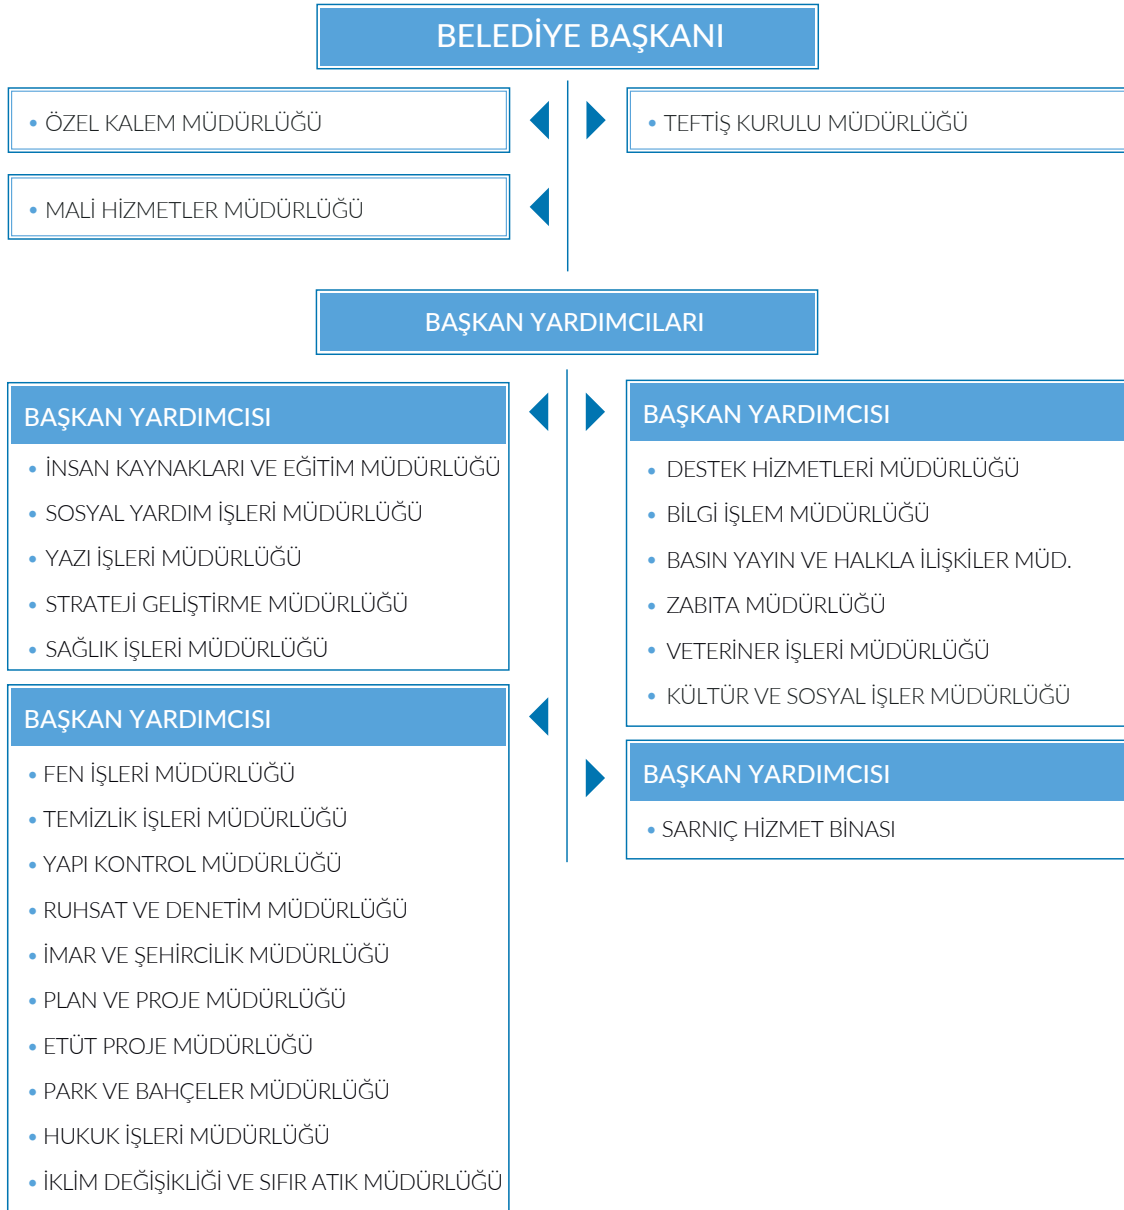 BELEDİYE BAŞKANI
• ÖZEL KALEM MÜDÜRLÜĞÜ
• TEFTİŞ KURULU MÜDÜRLÜĞÜ
• MALİ HİZMETLER MÜDÜRLÜĞÜ
BAŞKAN YARDIMCILARI
BAŞKAN YARDIMCISI
• İNSAN KAYNAKLARI VE EĞİTİM MÜDÜRLÜĞÜ
• SOSYAL YARDIM İŞLERİ MÜDÜRLÜĞÜ
• YAZI İŞLERİ MÜDÜRLÜĞÜ
• STRATEJİ GELİŞTİRME MÜDÜRLÜĞÜ
• SAĞLIK İŞLERİ MÜDÜRLÜĞÜ
BAŞKAN YARDIMCISI
• DESTEK HİZMETLERİ MÜDÜRLÜĞÜ
• BİLGİ İŞLEM MÜDÜRLÜĞÜ
• BASIN YAYIN VE HALKLA İLİŞKİLER MÜD.
• ZABITA MÜDÜRLÜĞÜ
• VETERİNER İŞLERİ MÜDÜRLÜĞÜ
• KÜLTÜR VE SOSYAL İŞLER MÜDÜRLÜĞÜ
BAŞKAN YARDIMCISI
• FEN İŞLERİ MÜDÜRLÜĞÜ
• TEMİZLİK İŞLERİ MÜDÜRLÜĞÜ
• YAPI KONTROL MÜDÜRLÜĞÜ
• RUHSAT VE DENETİM MÜDÜRLÜĞÜ
• İMAR VE ŞEHİRCİLİK MÜDÜRLÜĞÜ
• PLAN VE PROJE MÜDÜRLÜĞÜ
• ETÜT PROJE MÜDÜRLÜĞÜ
• PARK VE BAHÇELER MÜDÜRLÜĞÜ
• HUKUK İŞLERİ MÜDÜRLÜĞÜ
• İKLİM DEĞİŞİKLİĞİ VE SIFIR ATIK MÜDÜRLÜĞÜ
BAŞKAN YARDIMCISI
• SARNIÇ HİZMET BİNASI